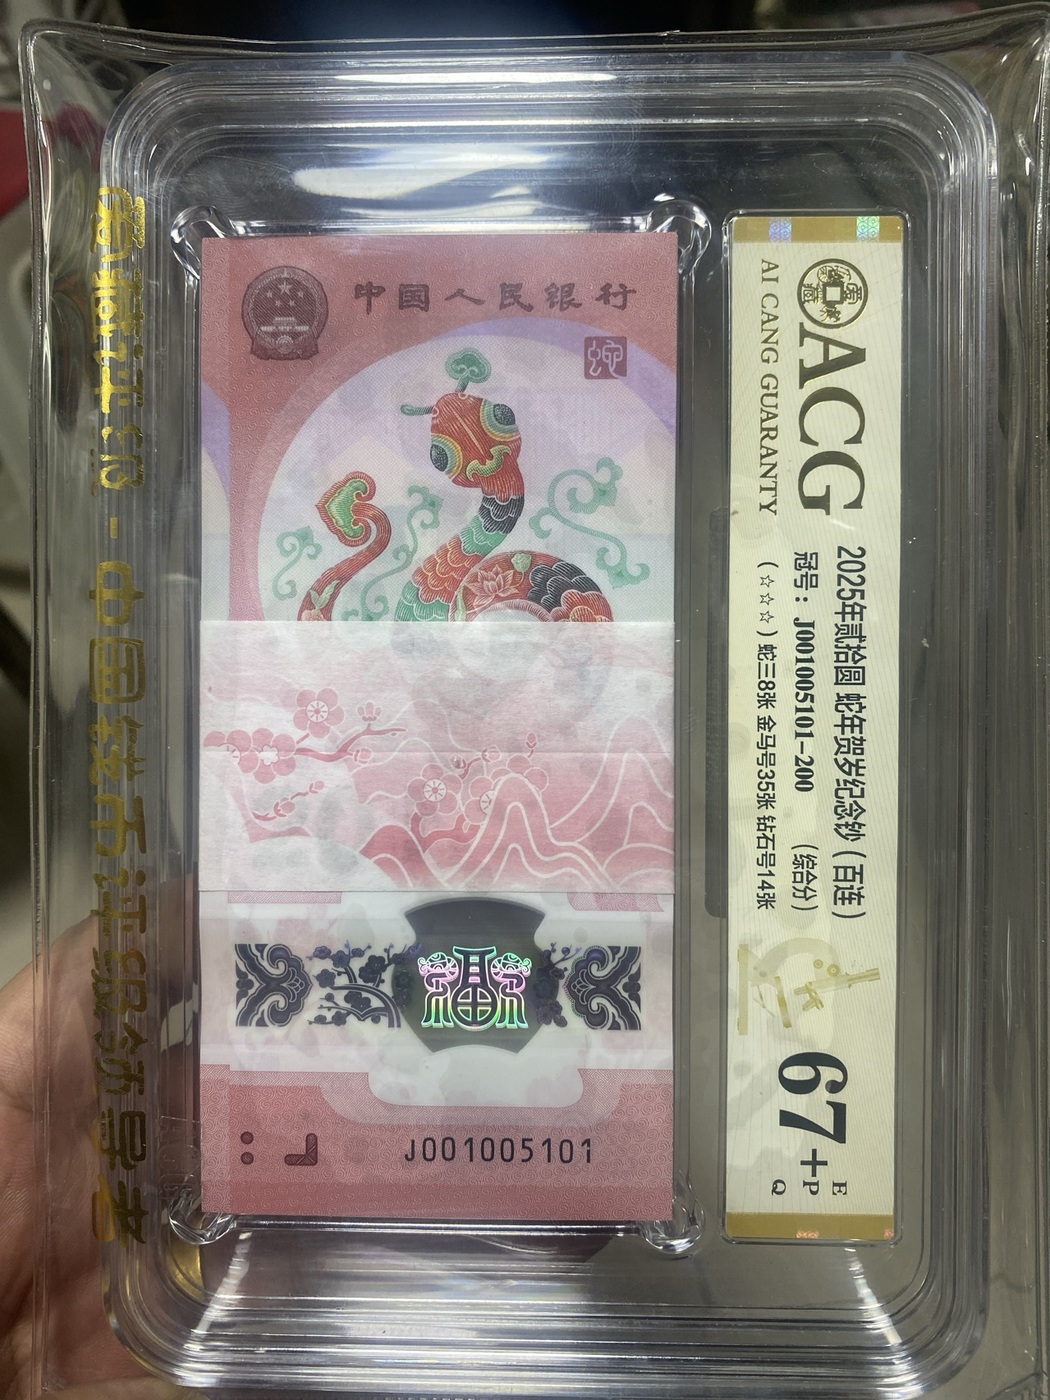 中国人民银行
蛇
J001005101
ACG
AI CANG GUARANTY
2025年贰拾圆 蛇年贺岁纪念钞（百连）
冠号：J001005101-200 （综合分）
（☆☆☆）蛇三8张 金马号35张 钻石号14张
67+
E
P
Q
爱藏评级 - 中国钱币评级领导者